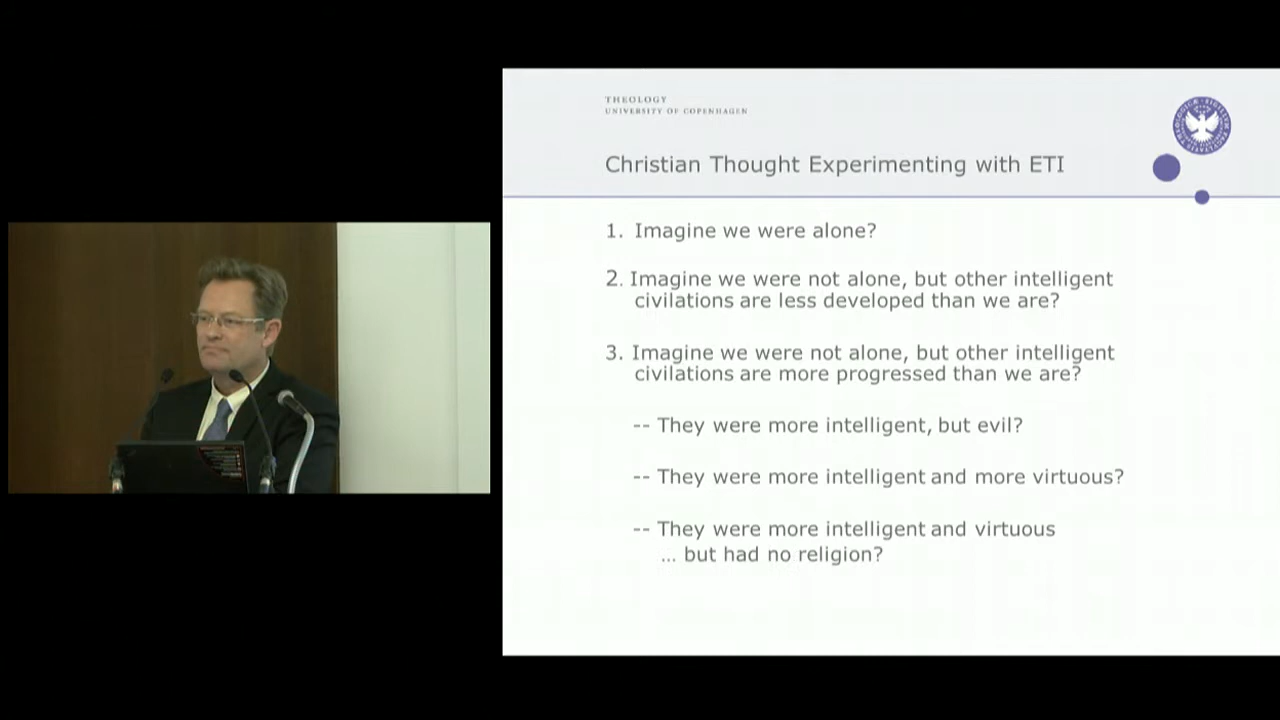 THEOLOGY
UNIVERSITY OF COPENHAGEN
Christian Thought Experimenting with ETI
1. Imagine we were alone?
2. Imagine we were not alone, but other intelligent
civilations are less developed than we are?
3. Imagine we were not alone, but other intelligent
civilations are more progressed than we are?
-- They were more intelligent, but evil?
-- They were more intelligent and more virtuous?
-- They were more intelligent and virtuous
... but had no religion?